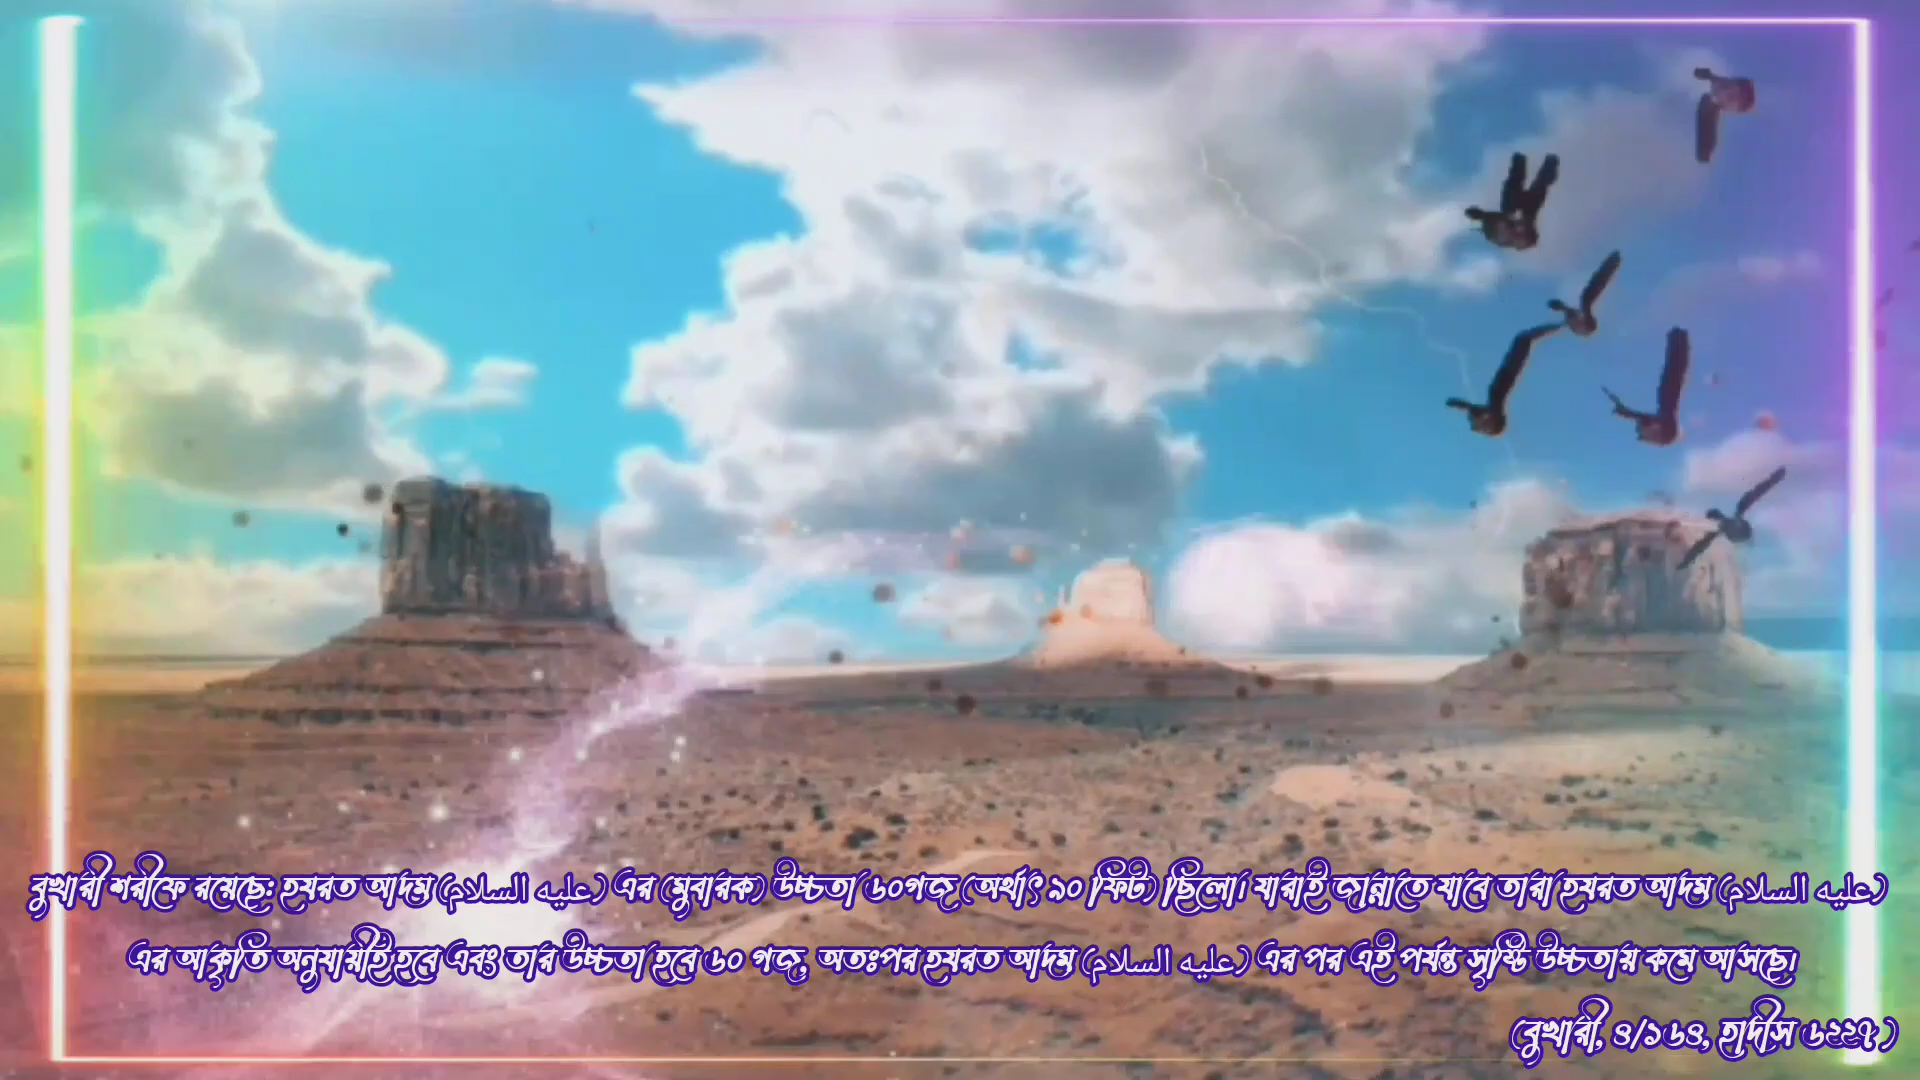 বুখারী শরীফে রয়েছে: হযরত আদম (عليه السلام) এর (মুবারক) উচ্চতা ৬০গজ (অর্থাৎ ৯০ ফিট) ছিলো। যারাই জান্নাতে যাবে তারা হযরত আদম (عليه السلام)
এর আকৃতি অনুযায়ীই হবে এবং তার উচ্চতা হবে ৬০ গজ, অতঃপর হযরত আদম (عليه السلام) এর পর এই পর্যন্ত সৃষ্টি উচ্চতায় কমে আসছে।
(বুখারী, ৪/১৬৪, হাদীস ৬২২৭)